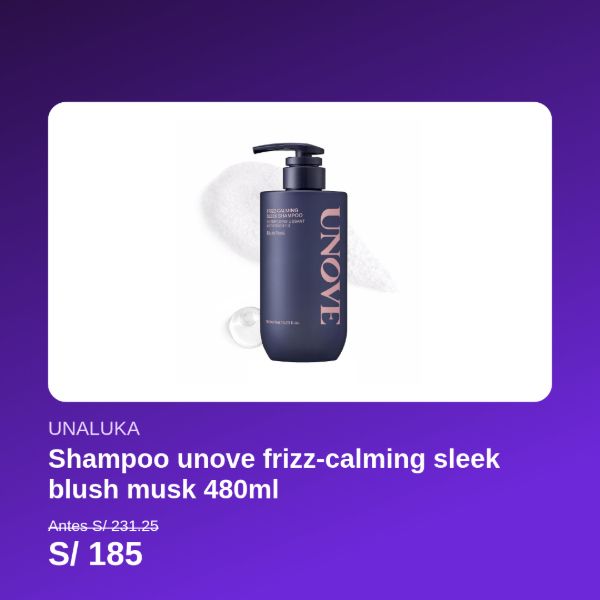 FRIZZ-CALMING
SLEEK SHAMPOO
UNOVE
UNALUKA
Shampoo unove frizz-calming sleek
blush musk 480ml
Antes S/ 231.25
S/ 185